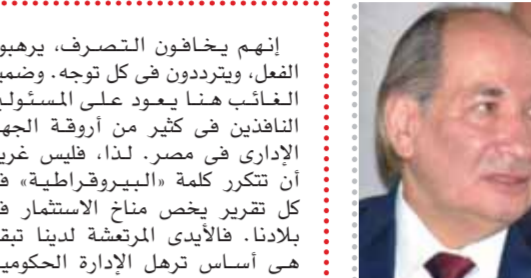 إنهم يخافون التصرف، يرهبو
الفعل، ويترددون فى كل توجه. وضمي
الغائب هنا يعود على المسئولي
النافذين فى كثير من أروقة الجه
الإدارى فى مصر. لذا، فليس غري
أن تتكرر كلمة «البيروقراطية» ف
كل تقرير يخص مناخ الاستثمار ف
بلادنا. فالأيدى المرتعشة لدينا تبق
هى أساس ترهل الإدارة الحكومي